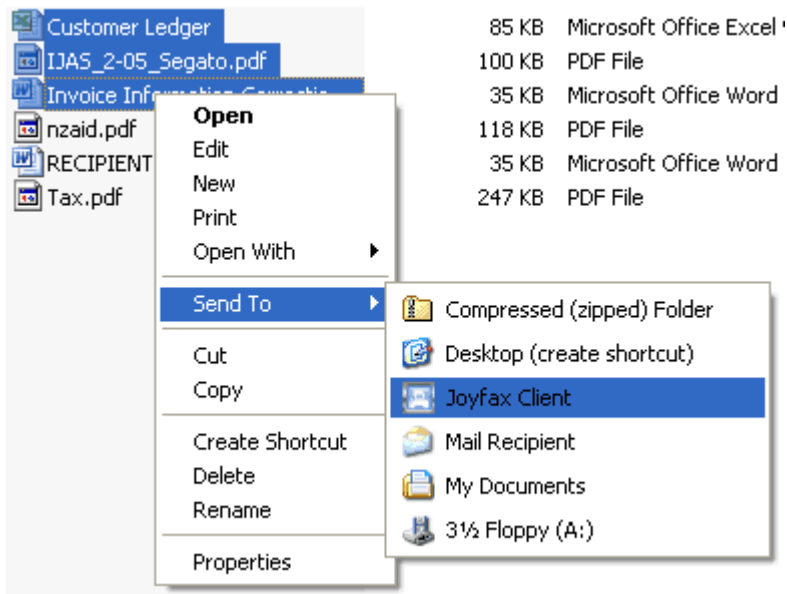 Customer Ledger 85 KB Microsoft Office Excel
IJAS_2-05_Segato.pdf 100 KB PDF File
Invoice Information 35 KB Microsoft Office Word
nzaid.pdf 118 KB PDF File
RECIPIENT 35 KB Microsoft Office Word
Tax.pdf 247 KB PDF File
Open
Edit
New
Print
Open With
Send To
Cut
Copy
Create Shortcut
Delete
Rename
Properties
Compressed (zipped) Folder
Desktop (create shortcut)
Joyfax Client
Mail Recipient
My Documents
3½ Floppy (A:)